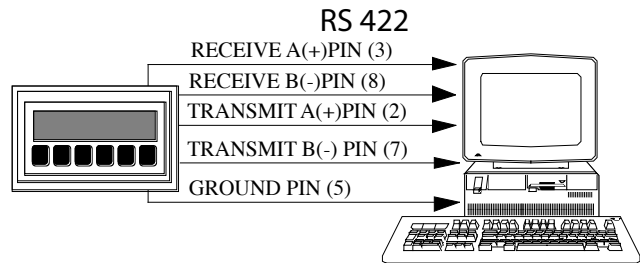 RS 422
RECEIVE A(+)PIN (3)
RECEIVE B(-)PIN (8)
TRANSMIT A(+)PIN (2)
TRANSMIT B(-) PIN (7)
GROUND PIN (5)